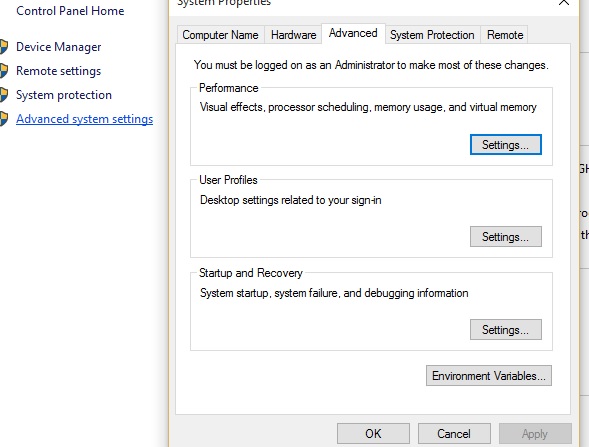 Control Panel Home
Device Manager
Remote settings
System protection
Advanced system settings
System Properties
Computer Name
Hardware
Advanced
System Protection
Remote
You must be logged on as an Administrator to make most of these changes.
Performance
Visual effects, processor scheduling, memory usage, and virtual memory
Settings...
User Profiles
Desktop settings related to your sign-in
Settings...
Startup and Recovery
System startup, system failure, and debugging information
Settings...
Environment Variables...
OK
Cancel
Apply